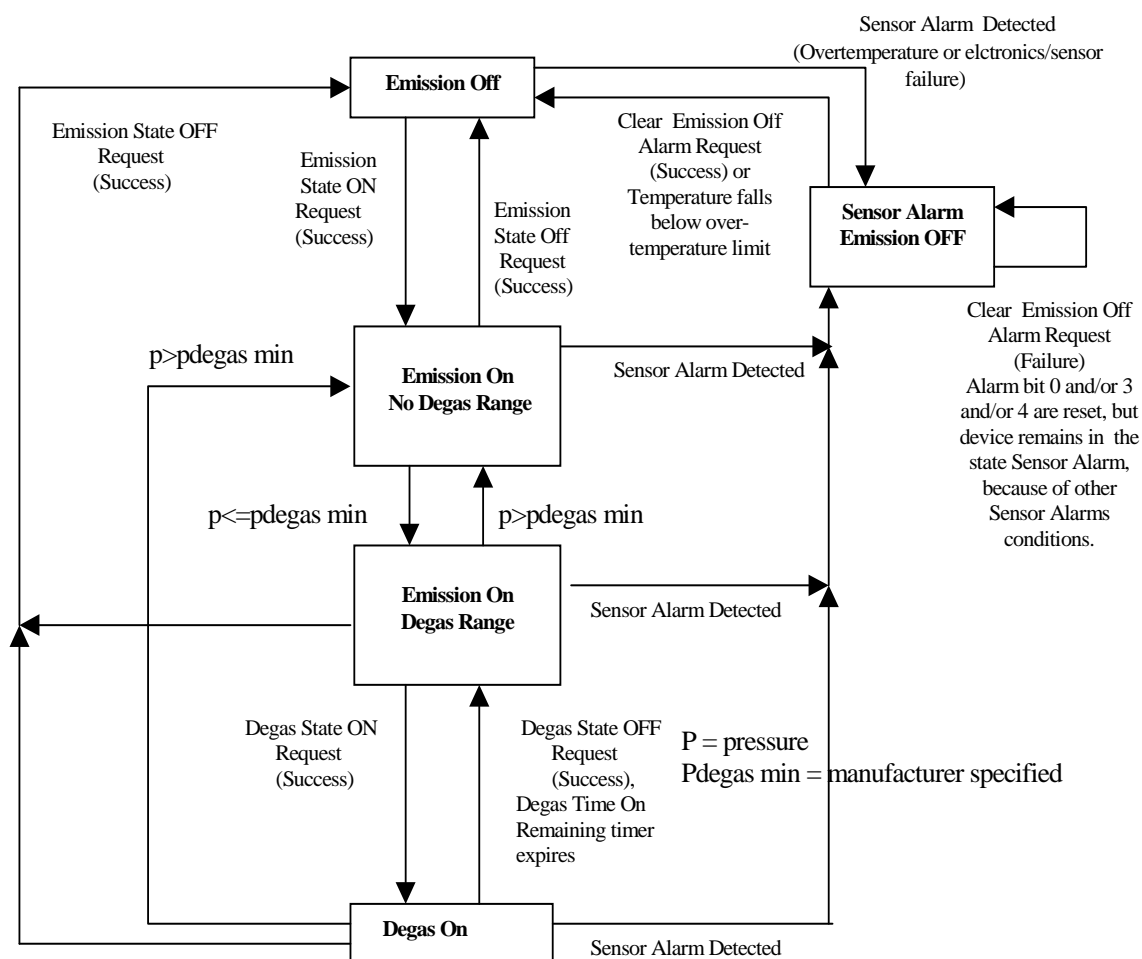 Sensor Alarm  Detected
(Overtemperature or elctronics/sensor
failure)
Emission Off
Emission State OFF
Request
(Success)
Emission
State ON
Request
(Success)
Emission
State Off
Request
(Success)
Clear  Emission Off
Alarm Request
(Success) or
Temperature falls
below over-
temperature limit
Sensor Alarm
Emission OFF
Clear  Emission Off
Alarm Request
(Failure)
Alarm bit 0 and/or 3
and/or 4 are reset, but
device remains in  the
state Sensor Alarm,
because of other
Sensor Alarms
conditions.
p>pdegas min
Emission On
No Degas Range
Sensor Alarm Detected
p<=pdegas min
p>pdegas min
Emission On
Degas Range
Sensor Alarm Detected
Degas State ON
Request
(Success)
Degas State OFF
Request
(Success),
Degas Time On
Remaining timer
expires
P = pressure
Pdegas min = manufacturer specified
Degas On
Sensor Alarm Detected